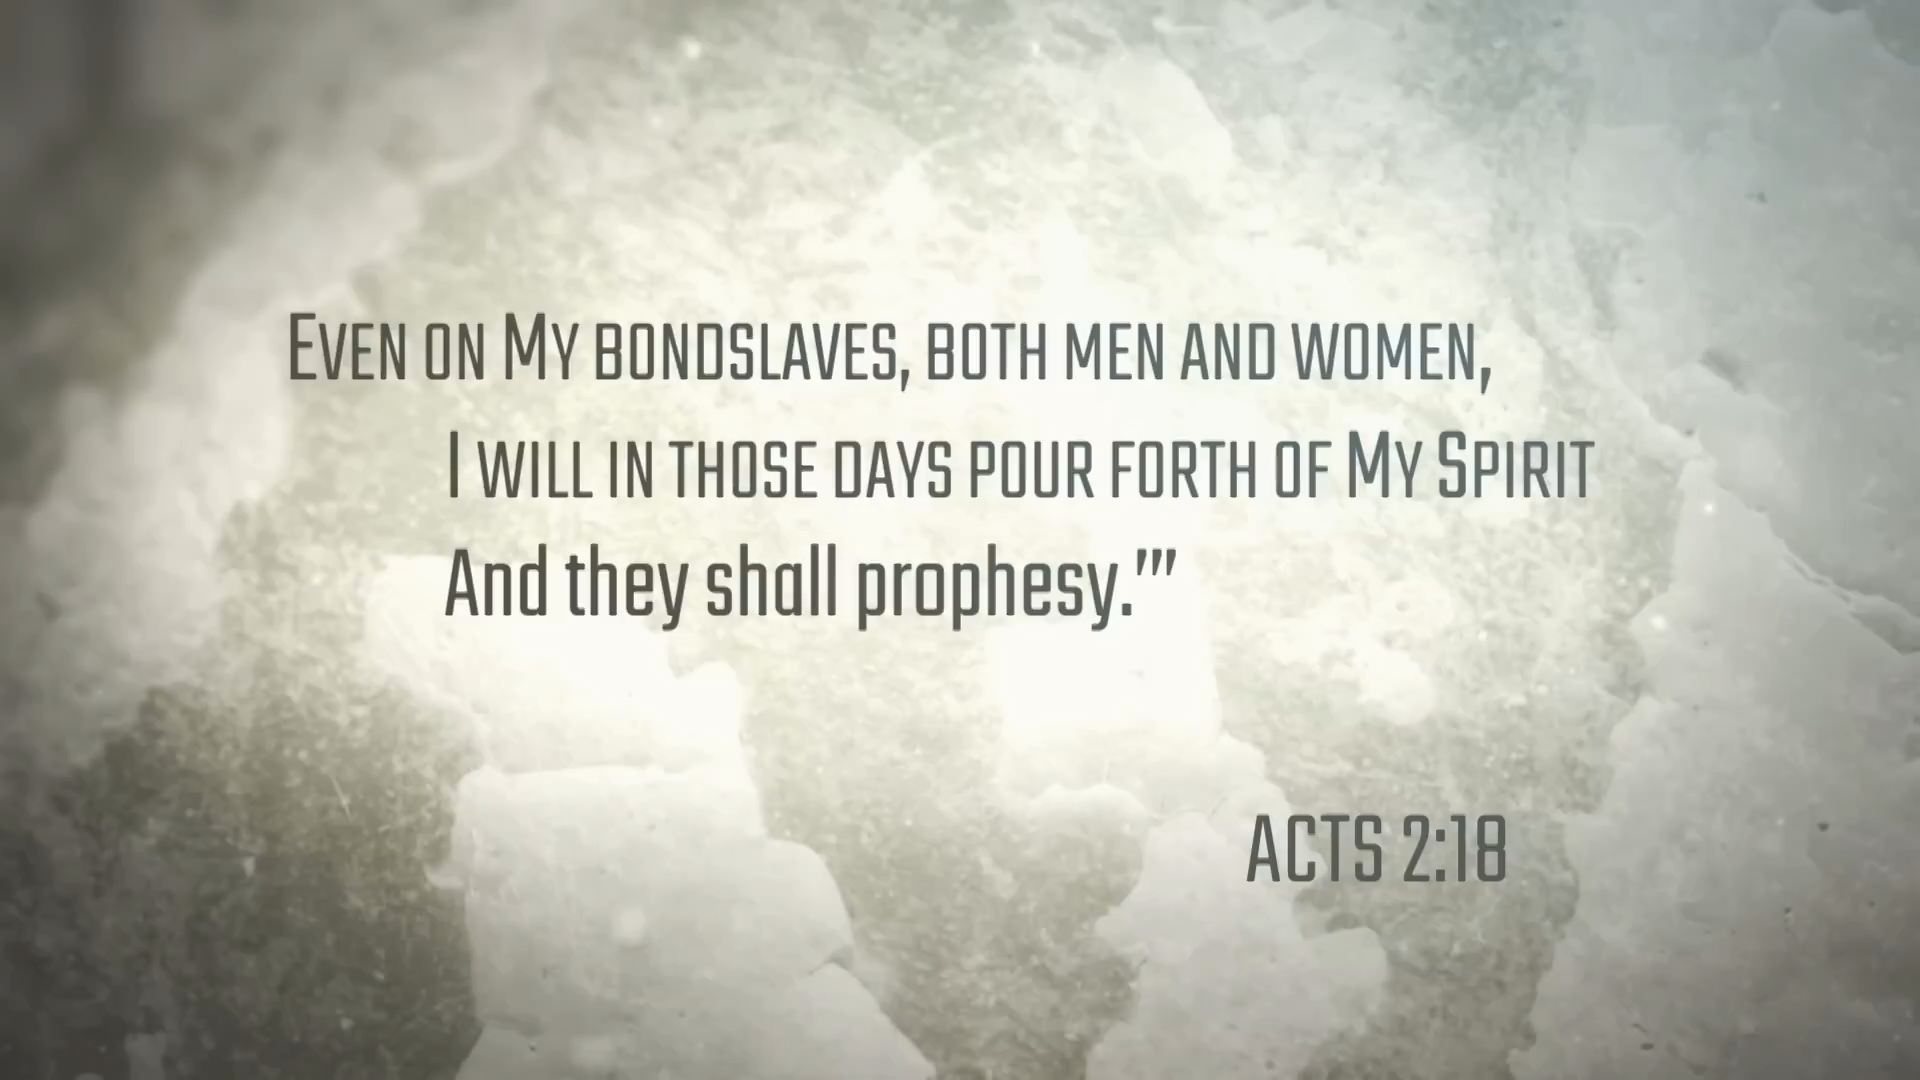 Even on My bondslaves, both men and women,
I will in those days pour forth of My Spirit
And they shall prophesy.’”
ACTS 2:18